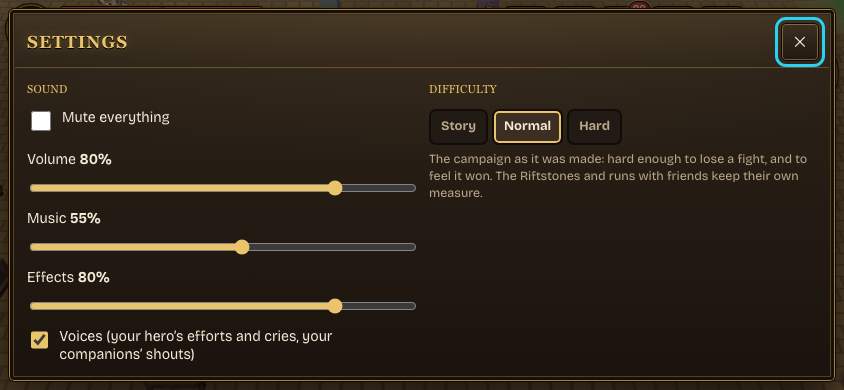 SETTINGS
SOUND
Mute everything
Volume 80%
Music 55%
Effects 80%
Voices (your hero's efforts and cries, your
companions' shouts)
DIFFICULTY
Story Normal Hard
The campaign as it was made: hard enough to lose a fight, and to
feel it won. The Riftstones and runs with friends keep their own
measure.